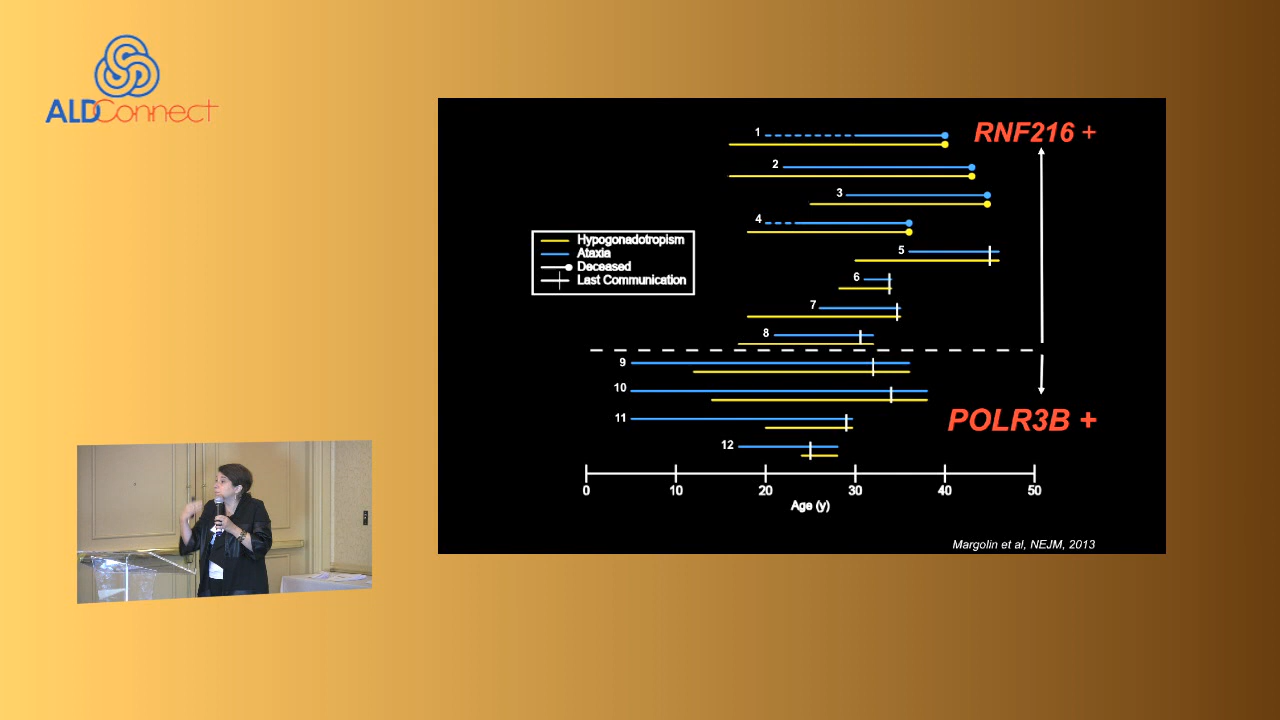 ALDConnect
RNF216 +
1
2
3
4
Hypogonadotropism
Ataxia
Deceased
Last Communication
5
6
7
8
9
10
11
12
POLR3B +
0 10 20 30 40 50
Age (y)
Margolin et al, NEJM, 2013